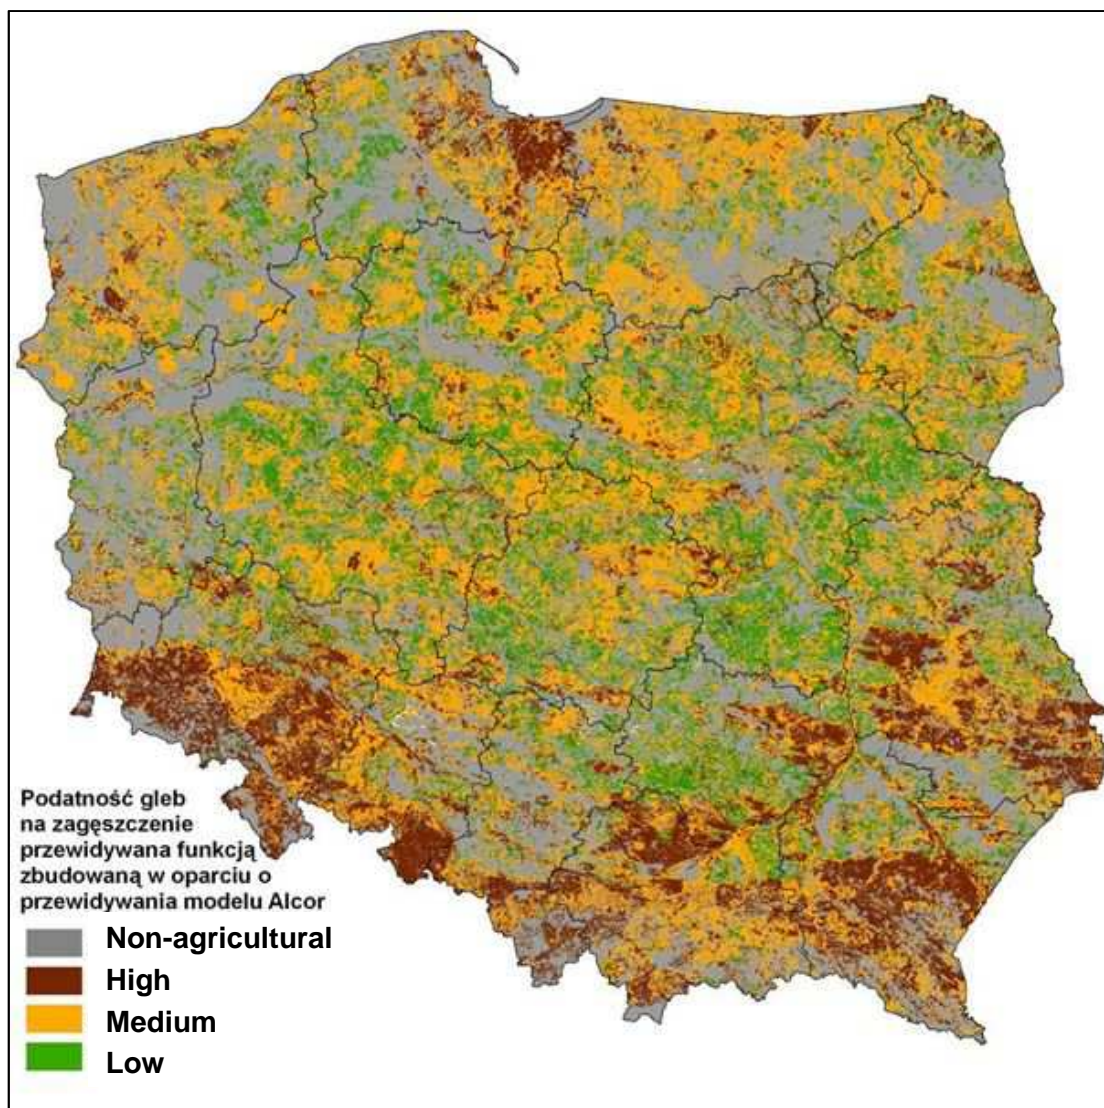 Podatność gleb
na zagęszczenie
przewidywana funkcją
zbudowaną w oparciu o
przewidywania modelu Alcor
Non-agricultural
High
Medium
Low